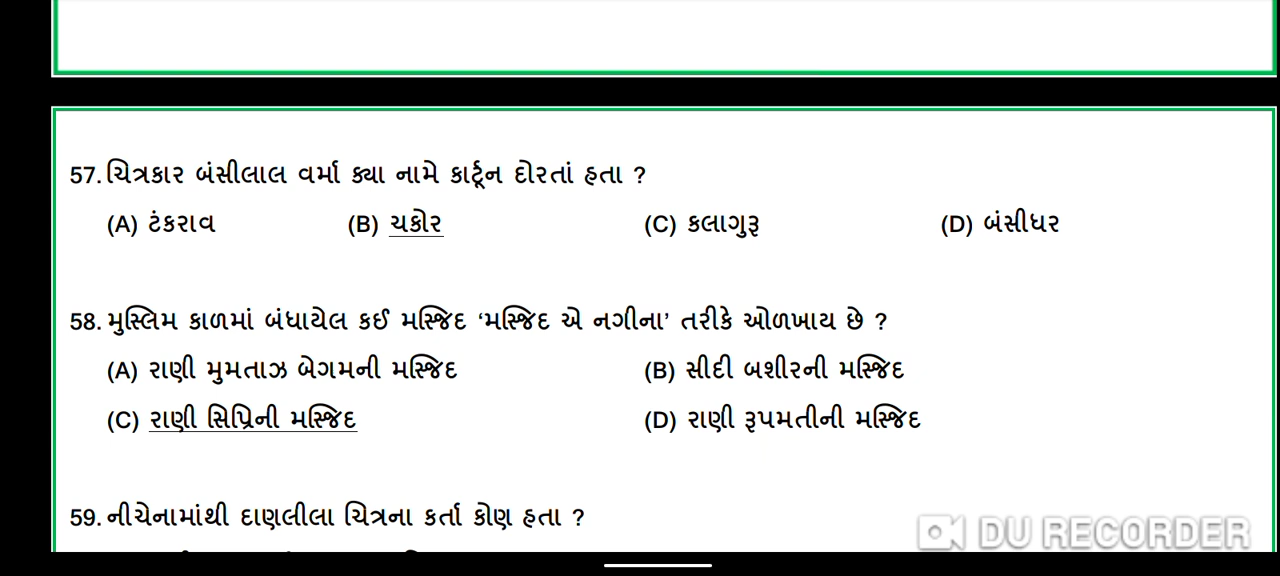 57. ચિત્રકાર બંસીલાલ વર્મા ક્યા નામે કાર્ટૂન દોરતાં હતા ?
(A) ટંકરાવ (B) ચકોર (C) કલાગુરૂ (D) બંસીધર
58. મુસ્લિમ કાળમાં બંધાયેલ કઈ મસ્જિદ ‘મસ્જિદ એ નગીના’ તરીકે ઓળખાય છે ?
(A) રાણી મુમતાઝ બેગમની મસ્જિદ (B) સીદી બશીરની મસ્જિદ
(C) રાણી સિપ્રિની મસ્જિદ (D) રાણી રૂપમતીની મસ્જિદ
59. નીચેનામાંથી દાણલીલા ચિત્રના કર્તા કોણ હતા ?
DU RECORDER